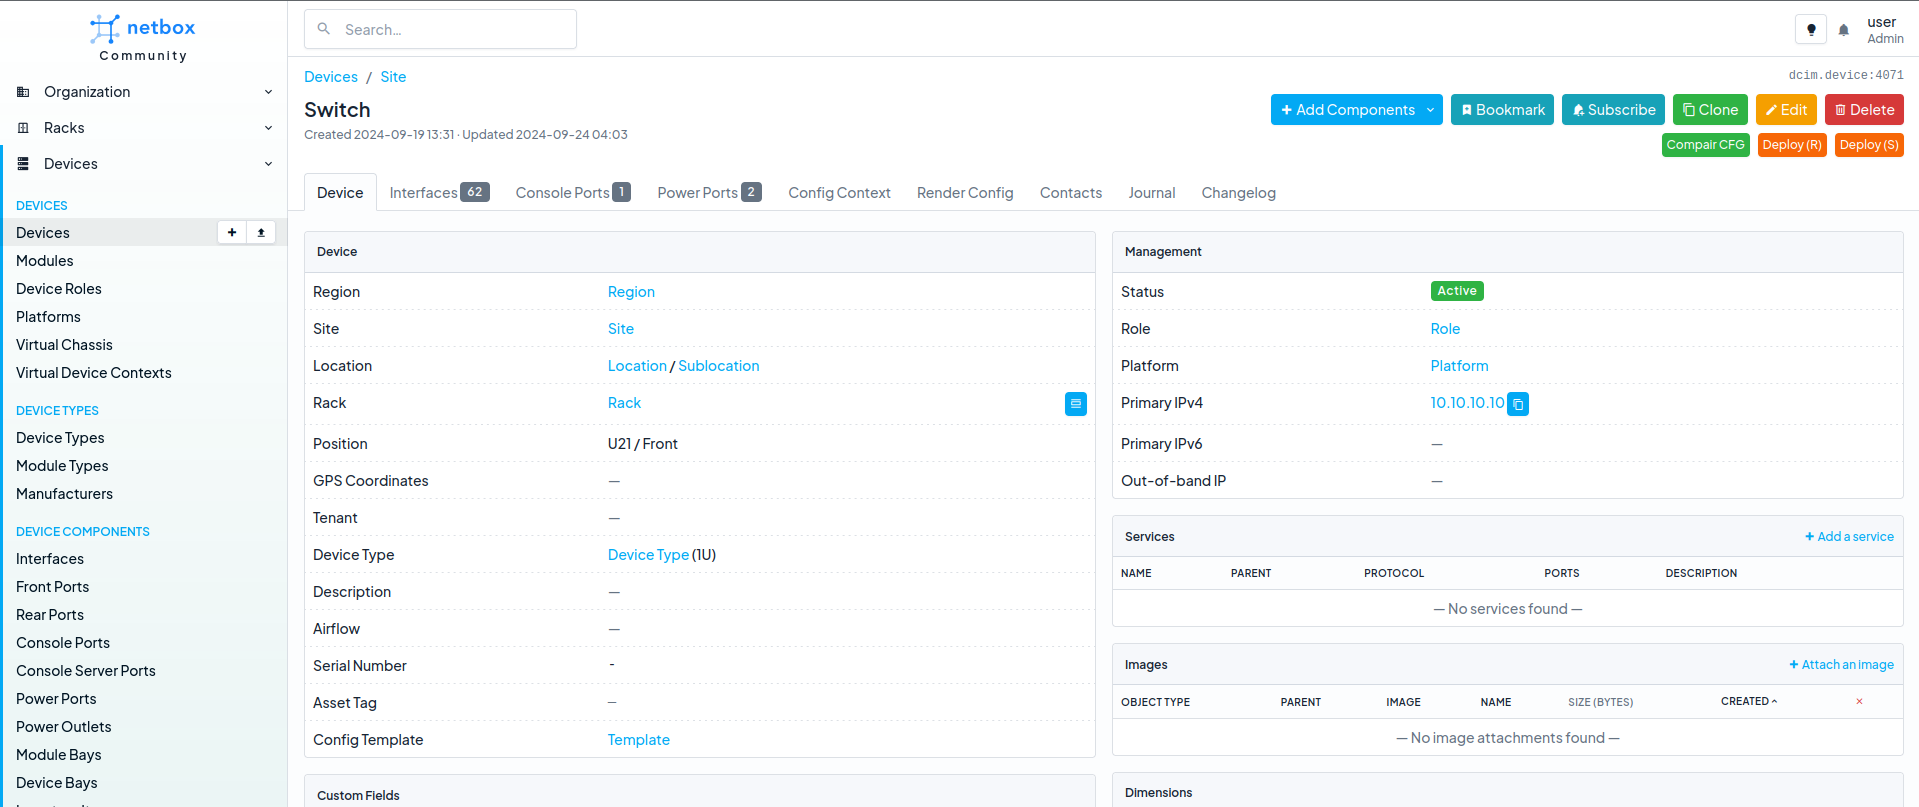 netbox
Community
Search...
user
Admin
Organization
Racks
Devices
DEVICES
Devices
Modules
Device Roles
Platforms
Virtual Chassis
Virtual Device Contexts
DEVICE TYPES
Device Types
Module Types
Manufacturers
DEVICE COMPONENTS
Interfaces
Front Ports
Rear Ports
Console Ports
Console Server Ports
Power Ports
Power Outlets
Module Bays
Device Bays
Devices / Site
dcim.device:4071
Switch
Created 2024-09-19 13:31 · Updated 2024-09-24 04:03
+ Add Components
Bookmark
Subscribe
Clone
Edit
Delete
Compair CFG
Deploy (R)
Deploy (S)
Device
Interfaces 62
Console Ports 1
Power Ports 2
Config Context
Render Config
Contacts
Journal
Changelog
Device
Region Region
Site Site
Location Location / Sublocation
Rack Rack
Position U21 / Front
GPS Coordinates —
Tenant —
Device Type Device Type (1U)
Description —
Airflow —
Serial Number -
Asset Tag —
Config Template Template
Custom Fields
Management
Status Active
Role Role
Platform Platform
Primary IPv4 10.10.10.10
Primary IPv6 —
Out-of-band IP —
Services + Add a service
NAME PARENT PROTOCOL PORTS DESCRIPTION
— No services found —
Images + Attach an image
OBJECT TYPE PARENT IMAGE NAME SIZE (BYTES) CREATED
— No image attachments found —
Dimensions